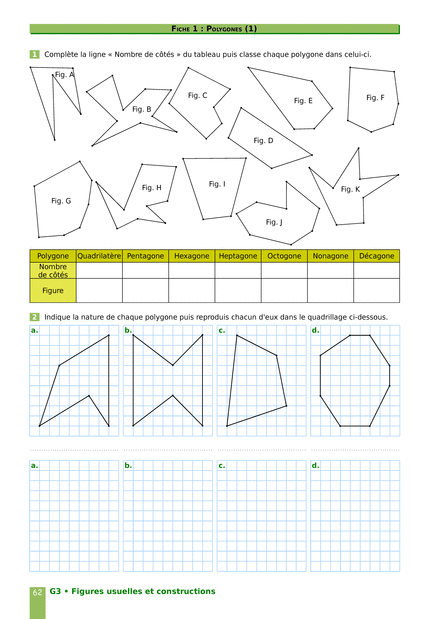 Fiche 1 : Polygones (1)
1 Complète la ligne « Nombre de côtés » du tableau puis classe chaque polygone dans celui-ci.
Fig. A
Fig. B
Fig. C
Fig. D
Fig. E
Fig. F
Fig. G
Fig. H
Fig. I
Fig. J
Fig. K
Polygone Quadrilatère Pentagone Hexagone Heptagone Octogone Nonagone Décagone
Nombre
de côtés
Figure
2 Indique la nature de chaque polygone puis reproduis chacun d'eux dans le quadrillage ci-dessous.
a. b. c. d.
a. b. c. d.
62 G3 • Figures usuelles et constructions